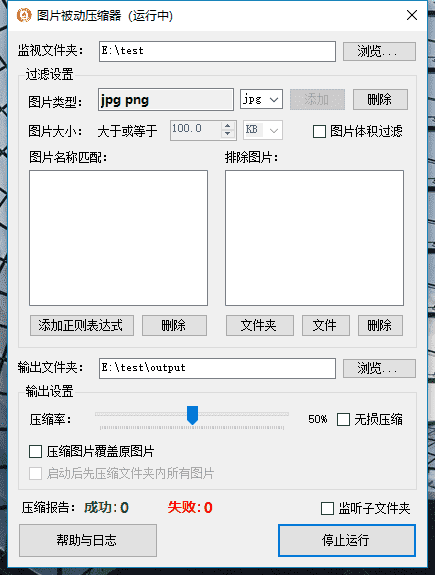 图片被动压缩器（运行中）
监视文件夹: E:\test 浏览...
过滤设置
图片类型: jpg png jpg 添加 删除
图片大小: 大于或等于 100.0 KB 图片体积过滤
图片名称匹配: 排除图片:
添加正则表达式 删除 文件夹 文件 删除
输出文件夹: E:\test\output 浏览...
输出设置
压缩率: 50% 无损压缩
压缩图片覆盖原图片
启动后先压缩文件夹内所有图片
压缩报告: 成功:0 失败:0 监听子文件夹
帮助与日志 停止运行